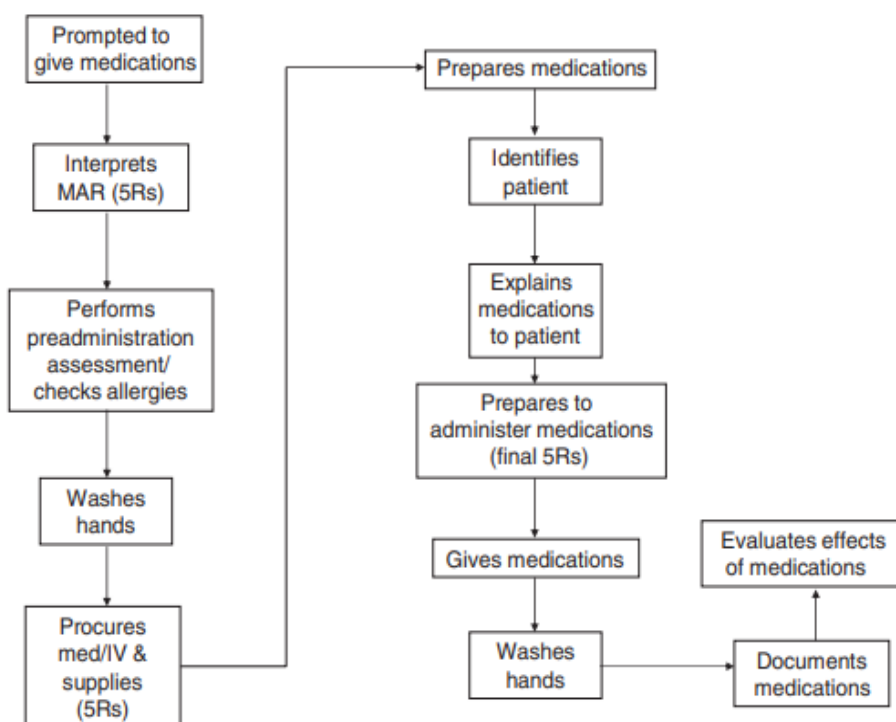 Prompted to
give medications
Interprets
MAR (5Rs)
Performs
preadministration
assessment/
checks allergies
Washes
hands
Procures
med/IV &
supplies
(5Rs)
Prepares medications
Identifies
patient
Explains
medications
to patient
Prepares to
administer medications
(final 5Rs)
Gives medications
Washes
hands
Documents
medications
Evaluates effects
of medications